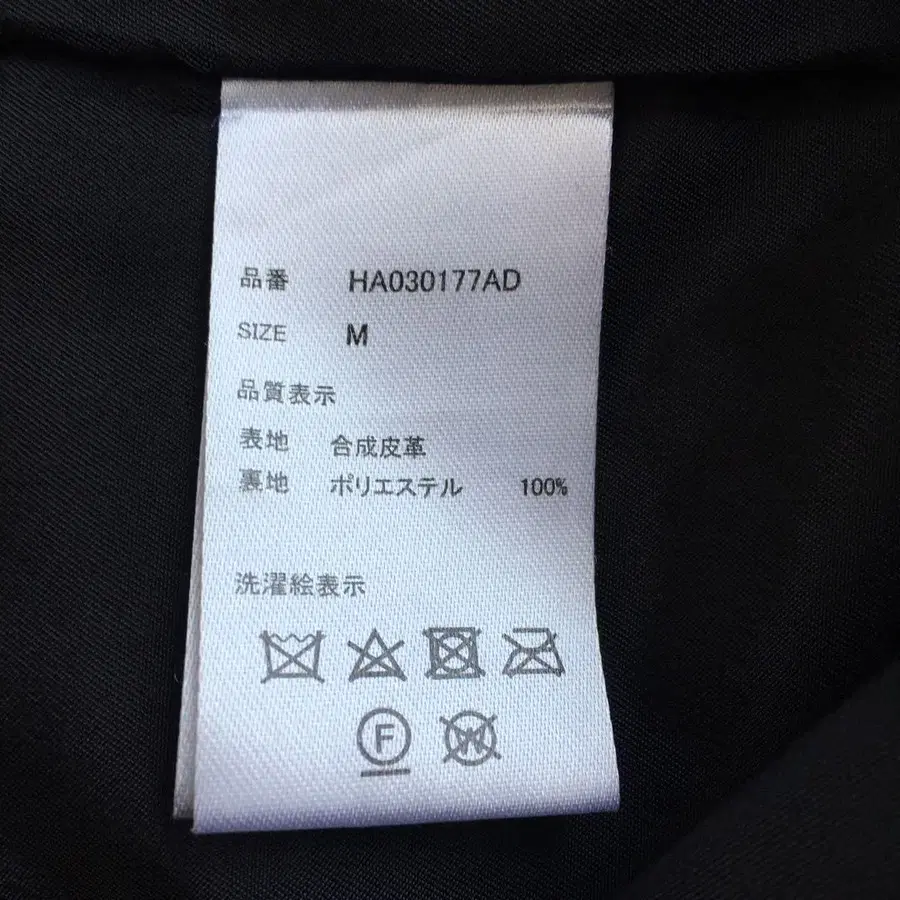 品番 HA030177AD
SIZE M
品質表示
表地 合成皮革
裏地 ポリエステル 100%
洗濯絵表示
F W